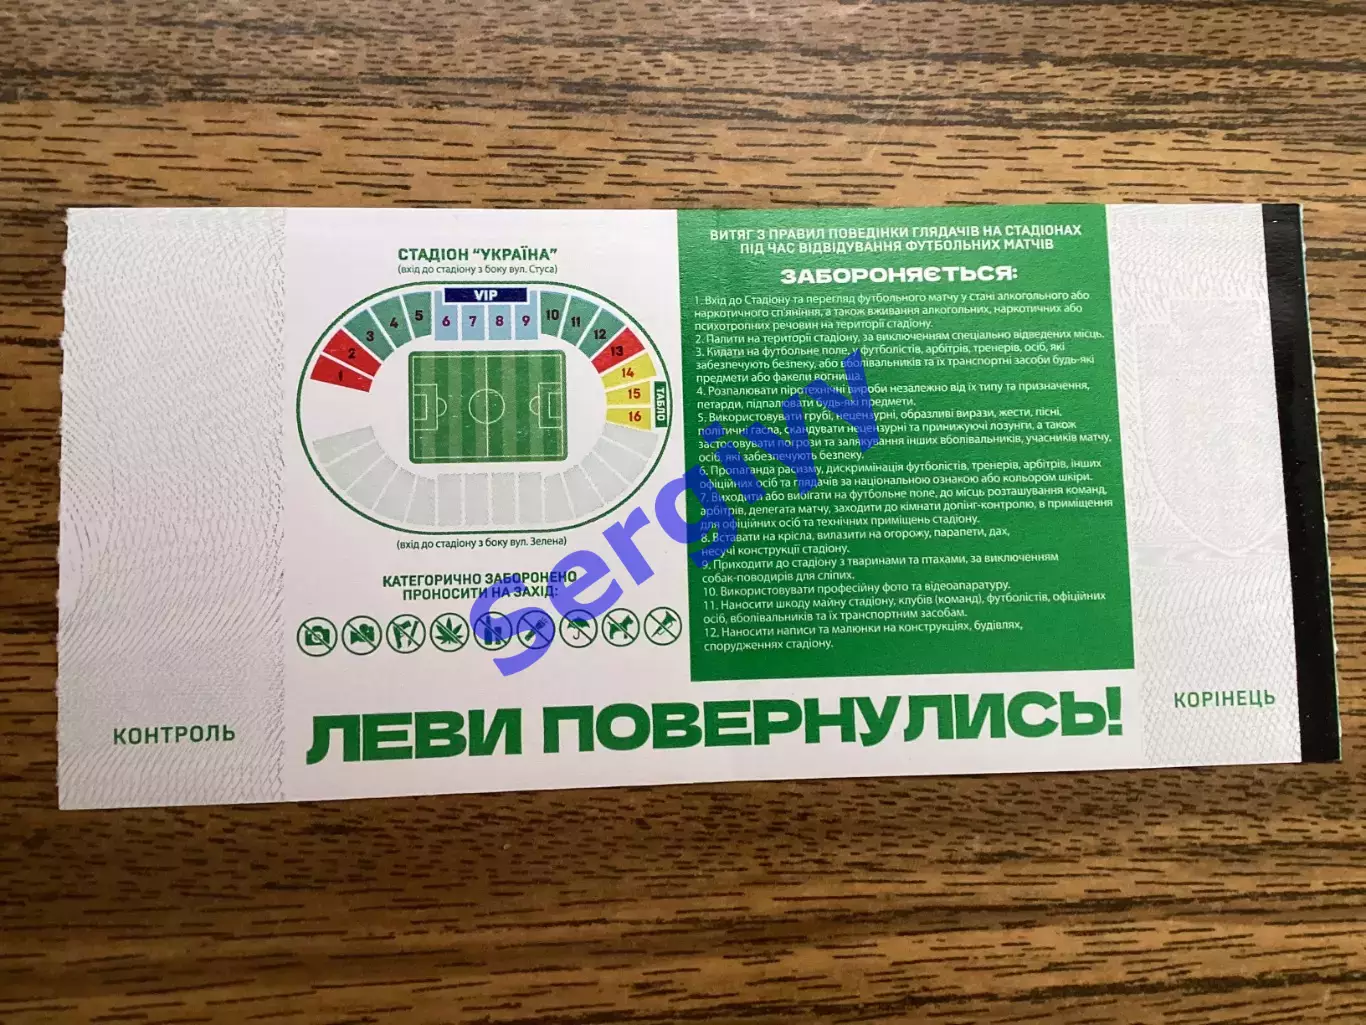 СТАДІОН "УКРАЇНА"
(вхід до стадіону з боку вул. Стуса)
VIP
1 2 3 4 5 6 7 8 9 10 11 12 13 14 15 16
ТАБЛО
(вхід до стадіону з боку вул. Зелена)
КАТЕГОРИЧНО ЗАБОРОНЕНО
ПРОНОСИТИ НА ЗАХІД:
ВИТЯГ З ПРАВИЛ ПОВЕДІНКИ ГЛЯДАЧІВ НА СТАДІОНАХ
ПІД ЧАС ВІДВІДУВАННЯ ФУТБОЛЬНИХ МАТЧІВ
ЗАБОРОНЯЄТЬСЯ:
1. Вхід до Стадіону та перегляд футбольного матчу у стані алкогольного або
наркотичного сп'яніння, а також вживання алкогольних, наркотичних або
психотропних речовин на території стадіону.
2. Палити на території стадіону, за виключенням спеціально відведених місць.
3. Кидати на футбольне поле, у футболістів, арбітрів, тренерів, осіб, які
забезпечують безпеку, або вболівальників та їх транспортні засоби будь-які
предмети або факели вогнища.
4. Розпалювати піротехнічні вироби незалежно від їх типу та призначення,
петарди, підпалювати будь-які предмети.
5. Використовувати грубі, нецензурні, образливі вирази, жести, пісні,
політичні гасла, скандувати нецензурні та принижуючі лозунги, а також
застосовувати погрози та залякування інших вболівальників, учасників матчу,
осіб, які забезпечують безпеку.
6. Пропаганда расизму, дискримінація футболістів, тренерів, арбітрів, інших
офіційних осіб та глядачів за національною ознакою або кольором шкіри.
7. Виходити або вибігати на футбольне поле, до місць розташування команд,
арбітрів, делегата матчу, заходити до кімнати допінг-контролю, в приміщення
для офіційних осіб та технічних приміщень стадіону.
8. Вставати на крісла, вилазити на огорожу, парапети, дах,
несучі конструкції стадіону.
9. Приходити до стадіону з тваринами та птахами, за виключенням
собак-поводирів для сліпих.
10. Використовувати професійну фото та відеоапаратуру.
11. Наносити шкоду майну стадіону, клубів (команд), футболістів, офіційних
осіб, вболівальників та їх транспортним засобам.
12. Наносити написи та малюнки на конструкціях, будівлях,
спорудженнях стадіону.
КОНТРОЛЬ
ЛЕВИ ПОВЕРНУЛИСЬ!
КОРІНЕЦЬ
Sergiyy